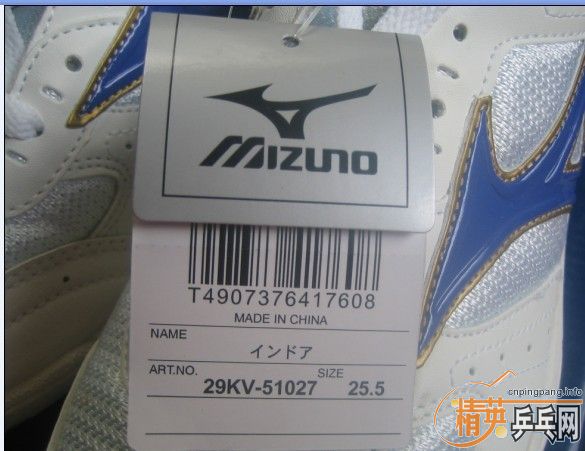 MIZUNO
T4907376417608
MADE IN CHINA
NAME
インドア
ART.NO. SIZE
29KV-51027 25.5
cnpingpang.info
精英乒乓网